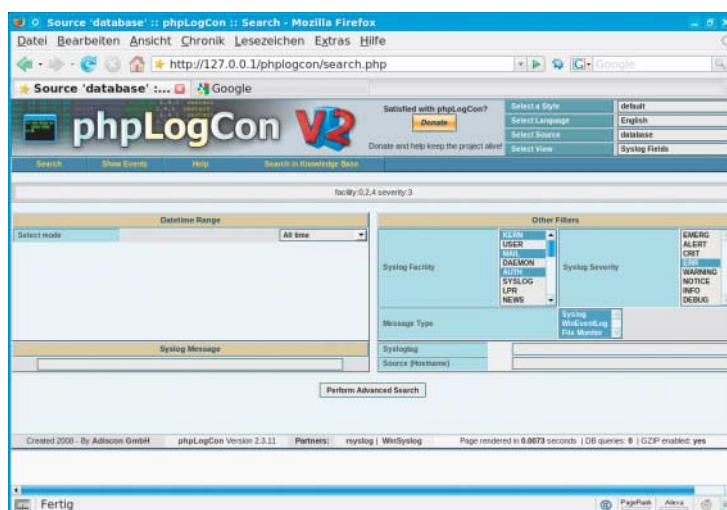 Source 'database' :: phpLogCon :: Search - Mozilla Firefox
Datei Bearbeiten Ansicht Chronik Lesezeichen Extras Hilfe
http://127.0.0.1/phplogcon/search.php
Google
Source 'database' :...
Google
phpLogCon V2
Satisfied with phpLogCon?
Donate
Donate and help keep the project alive!
Select a Style default
Select Language English
Select Source database
Select View Syslog Fields
Search Show Events Help Search in Knowledge Base
facility:0,2,4 severity:3
Datetime Range
Select mode All time
Other Filters
Syslog Facility
KERN
USER
MAIL
DAEMON
AUTH
SYSLOG
LPR
NEWS
Syslog Severity
EMERG
ALERT
CRIT
ERR
WARNING
NOTICE
INFO
DEBUG
Message Type
Syslog
WinEventLog
File Monitor
Syslog Message
Syslogtag
Source (Hostname)
Perform Advanced Search
Created 2008 - By Adiscon GmbH phpLogCon Version 2.3.11 Partners: rsyslog | WinSyslog Page rendered in 0.0073 seconds | DB queries: 0 | GZIP enabled: yes
Fertig
PageRank Alexa